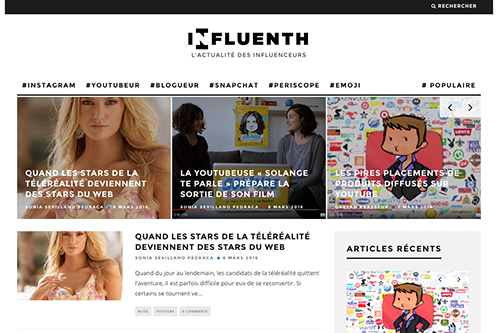 RECHERCHER
INFLUENTH
L'ACTUALITÉ DES INFLUENCEURS
#INSTAGRAM #YOUTUBEUR #BLOGUEUR #SNAPCHAT #PERISCOPE #EMOJI # POPULAIRE
QUAND LES STARS DE LA
TÉLÉRÉALITÉ DEVIENNENT
DES STARS DU WEB
SONIA SEVILLANO PEDRAÇA 8 MARS 2016
LA YOUTUBEUSE « SOLANGE
TE PARLE » PRÉPARE LA
SORTIE DE SON FILM
SONIA SEVILLANO PEDRAÇA 8 MARS 2016
LES PIRES PLACEMENTS DE
PRODUITS DIFFUSÉS SUR
YOUTUBE
GAETAN BRASSEUR 7 MARS 2016
QUAND LES STARS DE LA TÉLÉRÉALITÉ
DEVIENNENT DES STARS DU WEB
SONIA SEVILLANO PEDRAÇA 8 MARS 2016
Quand du jour au lendemain, les candidats de la téléréalité quittent
l'aventure, il est parfois difficile pour eux de se reconvertir. Si
certains se tournent ve...
BLOG YOUTUBE 0 COMMENTS
ARTICLES RÉCENTS